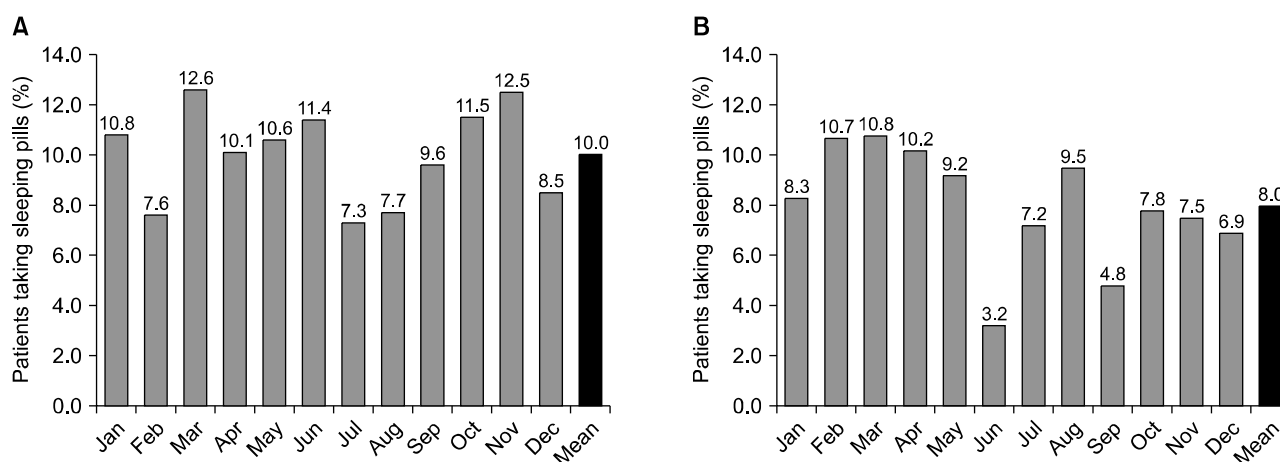 A
Patients taking sleeping pills (%)
14.0
12.0
10.0
8.0
6.0
4.0
2.0
0.0
10.8
7.6
12.6
10.1
10.6
11.4
7.3
7.7
9.6
11.5
12.5
8.5
10.0
Jan
Feb
Mar
Apr
May
Jun
Jul
Aug
Sep
Oct
Nov
Dec
Mean
B
Patients taking sleeping pills (%)
14.0
12.0
10.0
8.0
6.0
4.0
2.0
0.0
8.3
10.7
10.8
10.2
9.2
3.2
7.2
9.5
4.8
7.8
7.5
6.9
8.0
Jan
Feb
Mar
Apr
May
Jun
Jul
Aug
Sep
Oct
Nov
Dec
Mean